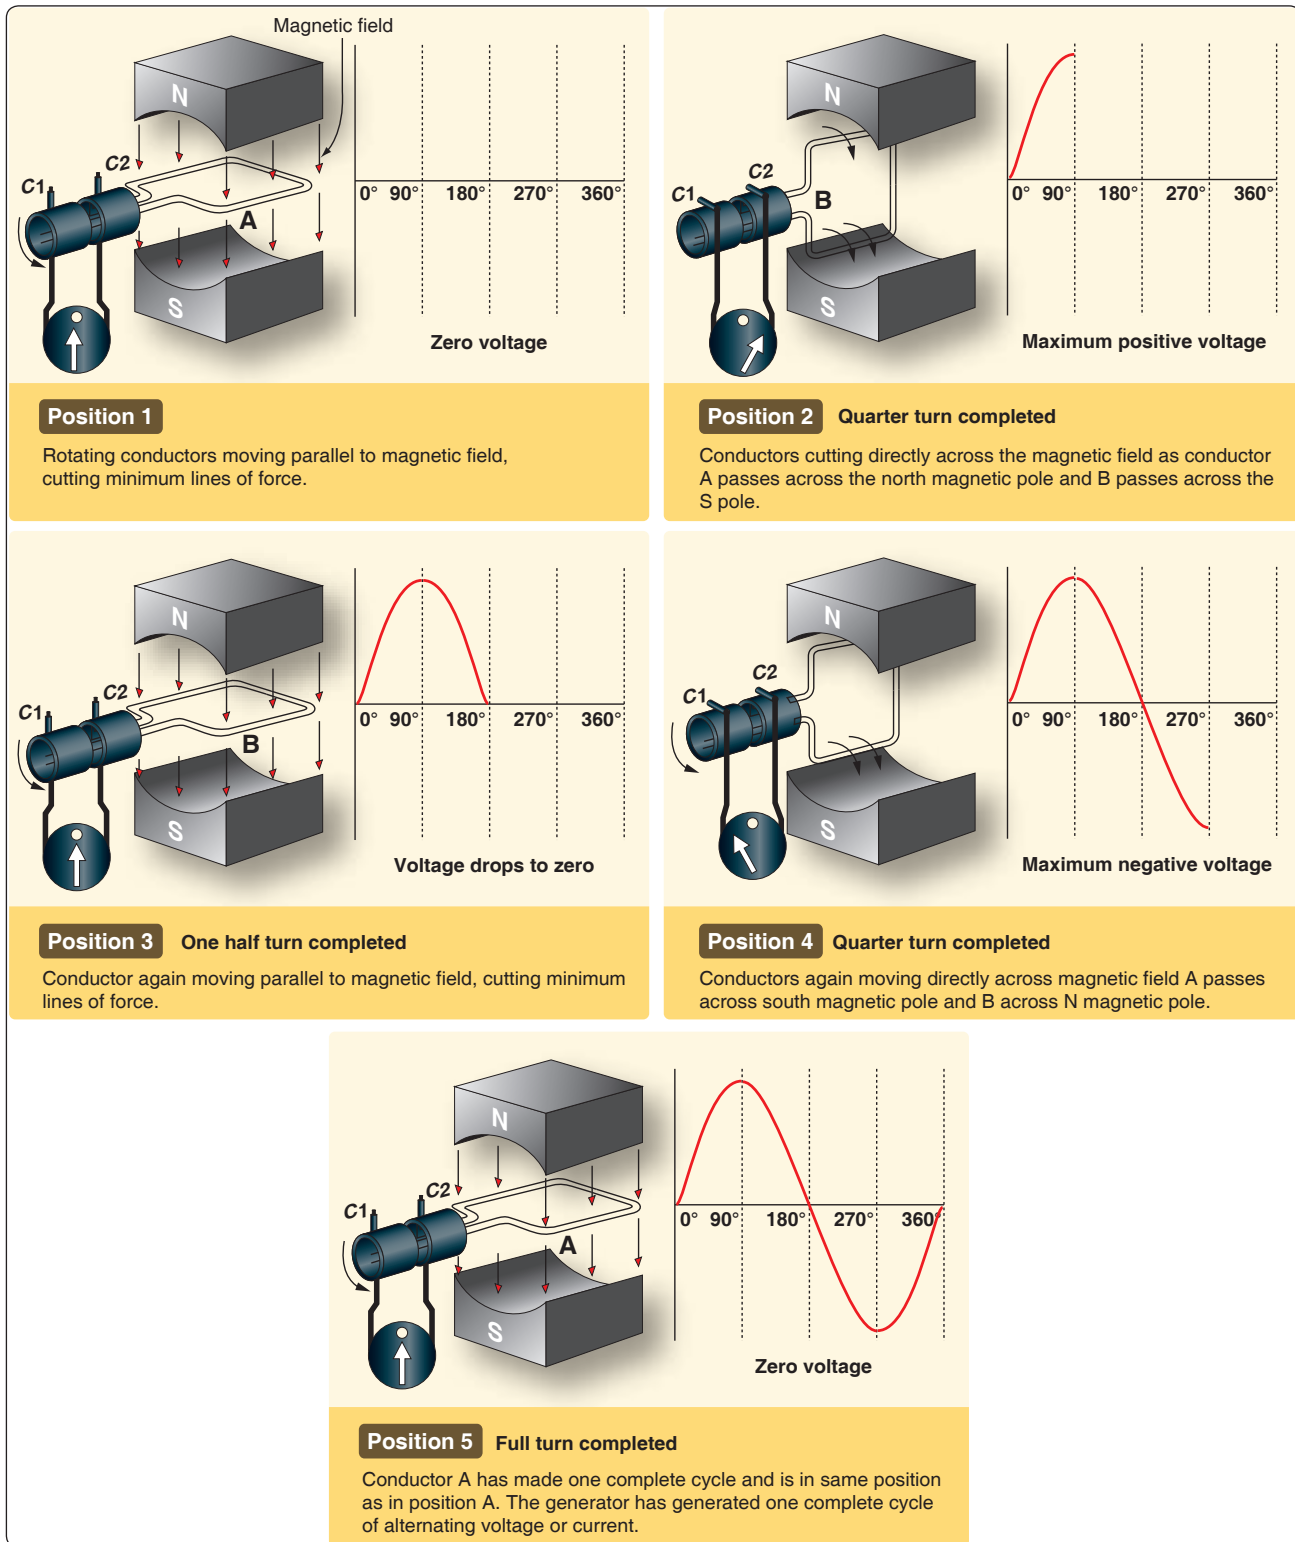 Magnetic field
N
C2
C1
A
S
0° 90° 180° 270° 360°
Zero voltage
Position 1
Rotating conductors moving parallel to magnetic field,
cutting minimum lines of force.
N
C2
C1
B
S
0° 90° 180° 270° 360°
Maximum positive voltage
Position 2 Quarter turn completed
Conductors cutting directly across the magnetic field as conductor
A passes across the north magnetic pole and B passes across the
S pole.
N
C2
C1
B
S
0° 90° 180° 270° 360°
Voltage drops to zero
Position 3 One half turn completed
Conductor again moving parallel to magnetic field, cutting minimum
lines of force.
N
C2
C1
S
0° 90° 180° 270° 360°
Maximum negative voltage
Position 4 Quarter turn completed
Conductors again moving directly across magnetic field A passes
across south magnetic pole and B across N magnetic pole.
N
C2
C1
A
S
0° 90° 180° 270° 360°
Zero voltage
Position 5 Full turn completed
Conductor A has made one complete cycle and is in same position
as in position A. The generator has generated one complete cycle
of alternating voltage or current.